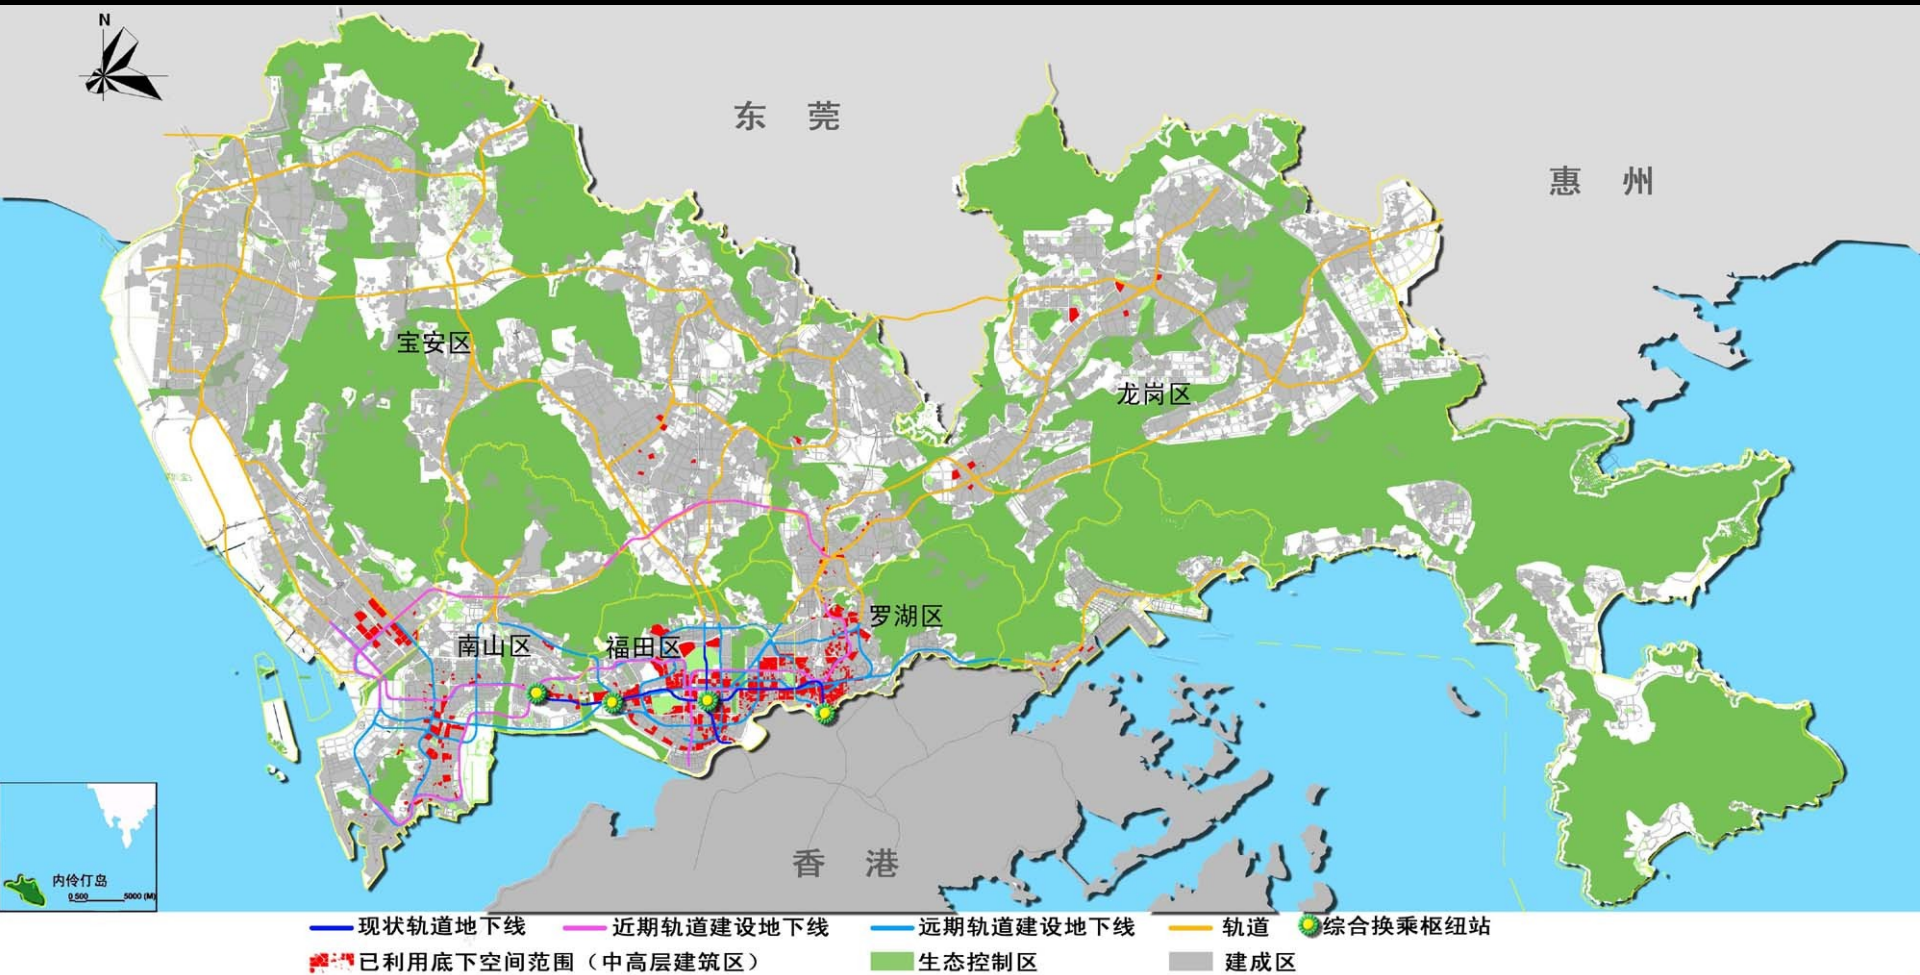 N
东 莞
惠 州
宝安区
龙岗区
罗湖区
南山区
福田区
香 港
内伶仃岛
0 500 5000 (M)
现状轨道地下线
近期轨道建设地下线
远期轨道建设地下线
轨道
综合换乘枢纽站
已利用底下空间范围（中高层建筑区）
生态控制区
建成区